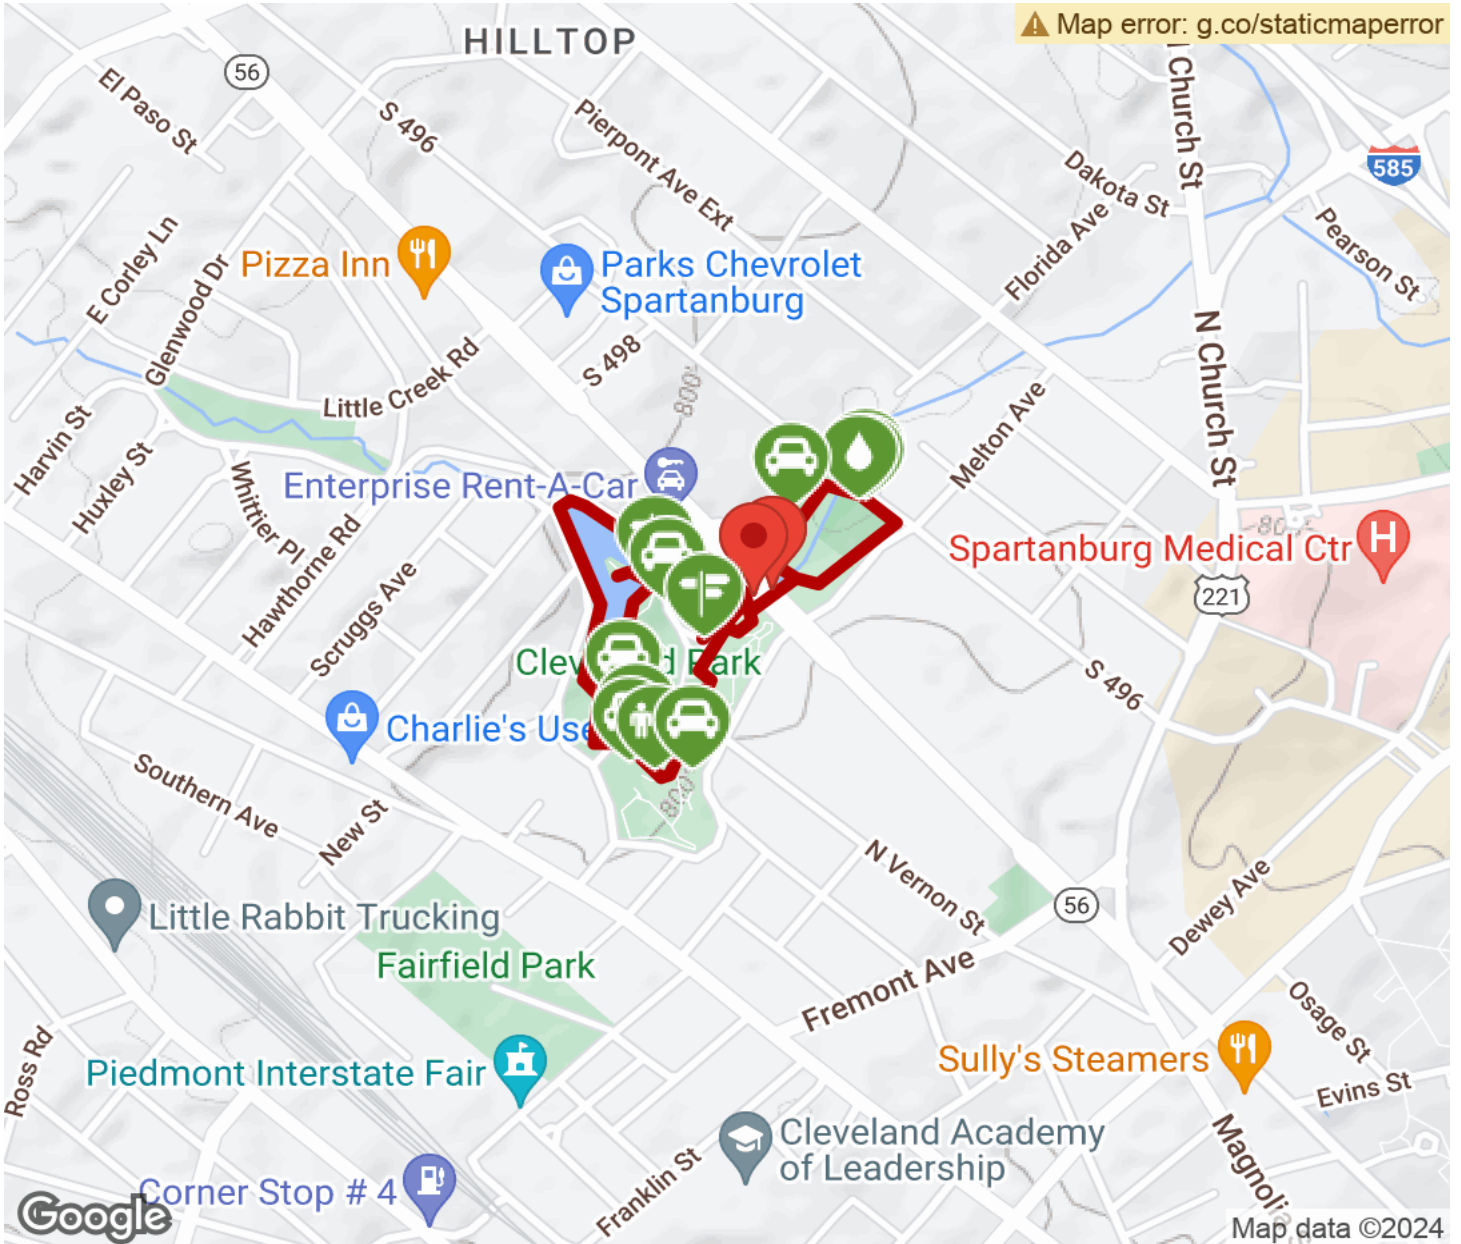 HILLTOP
Map error: g.co/staticmaperror
56
El Paso St
S 496
Pierpont Ave Ext
N Church St
585
Dakota St
Florida Ave
Pearson St
E Corley Ln
Glenwood Dr
Pizza Inn
Parks Chevrolet
Spartanburg
N Church St
S 498
Little Creek Rd
800'
Harvin St
Huxley St
Melton Ave
Enterprise Rent-A-Car
Whittier Pl
Hawthorne Rd
Scruggs Ave
800
Spartanburg Medical Ctr
H
221
Cleveland Park
S 496
Charlie's Use
Southern Ave
New St
800
N Vernon St
56
Dewey Ave
Little Rabbit Trucking
Fairfield Park
Fremont Ave
Osage St
Ross Rd
Piedmont Interstate Fair
Sully's Steamers
Evins St
Cleveland Academy
of Leadership
Magnolia
Franklin St
Corner Stop # 4
Google
Map data ©2024